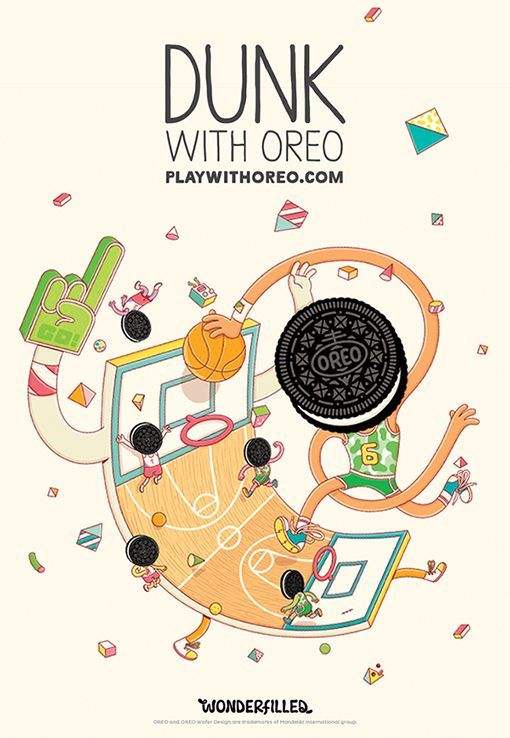 DUNK
WITH OREO
PLAYWITHOREO.COM
GO!
OREO
6
WONDERFILLED
OREO and OREO Wafer Design are trademarks of Mondelēz International group.